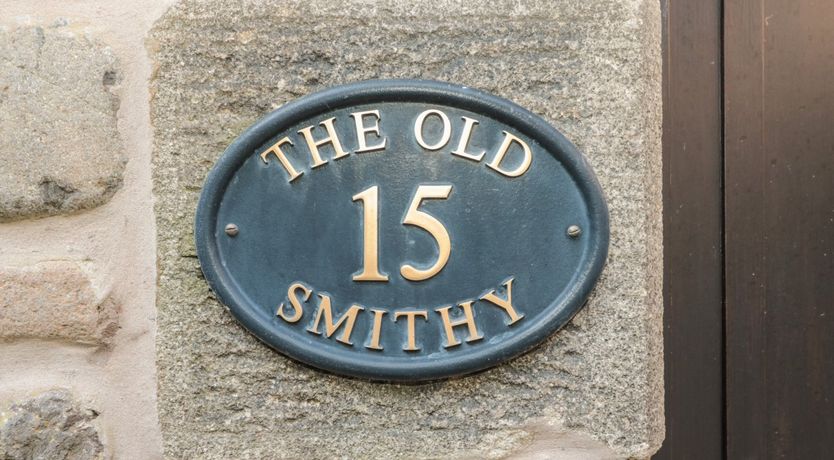 THE OLD
15
SMITHY